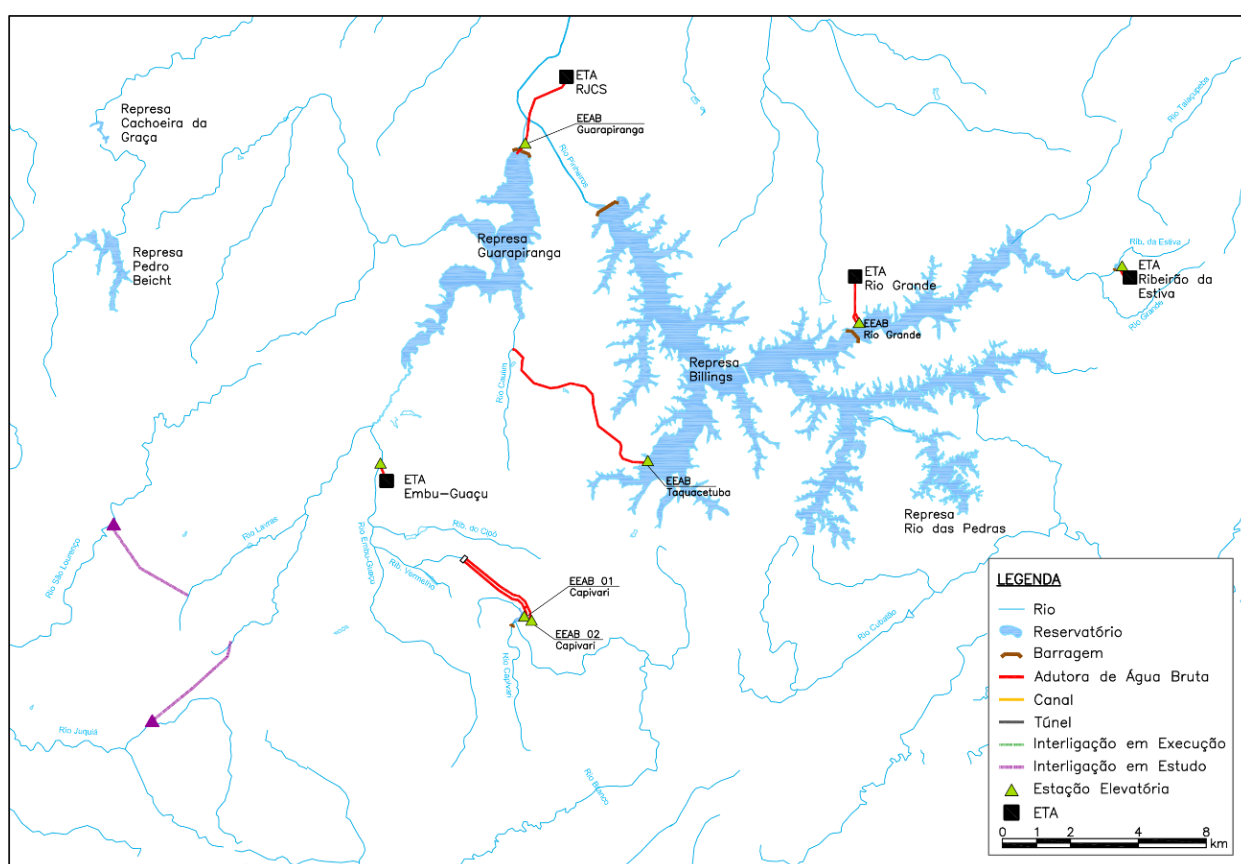 ETA
RJCS
Represa
Cachoeira da
Graça
EEAB
Guarapiranga
Rio Taiaçupeba
Rio Pinheiros
Represa
Guarapiranga
Represa
Pedro
Beicht
Rib. da Estiva
ETA
Ribeirão da
Estiva
Rio Grande
ETA
Rio Grande
EEAB
Rio Grande
Represa
Billings
Rio Caulim
ETA
Embu-Guaçu
EEAB
Taquacetuba
Represa
Rio das Pedras
Rio São Lourenço
Rio Lavras
Rio Embu-Guaçu
Rib. do Cipó
Rib. Vermelho
EEAB 01
Capivari
EEAB 02
Capivari
Rio Capivari
Rio Cubatão
Rio Juquiá
Rio Branco
LEGENDA
Rio
Reservatório
Barragem
Adutora de Água Bruta
Canal
Túnel
Interligação em Execução
Interligação em Estudo
Estação Elevatória
ETA
0 1 2 4 8
km